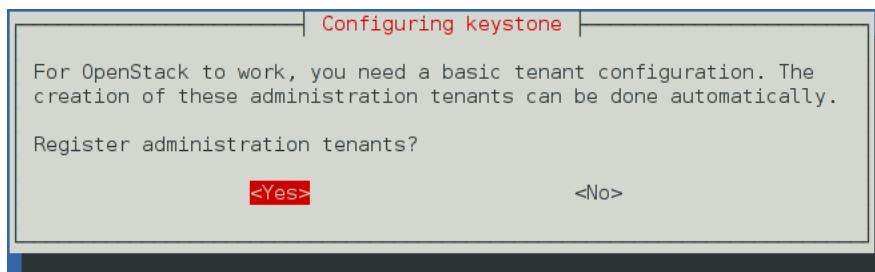 Configuring keystone
For OpenStack to work, you need a basic tenant configuration. The
creation of these administration tenants can be done automatically.
Register administration tenants?
<Yes> <No>